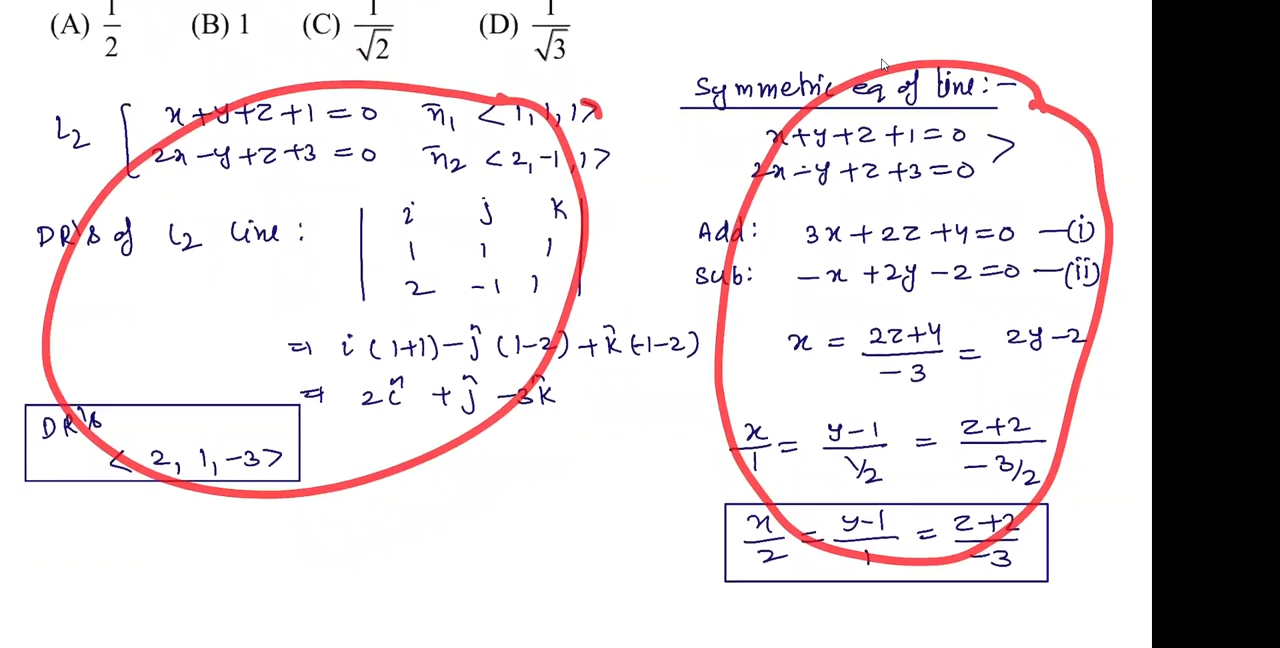 (A) 1/2 (B) 1 (C) 1/√2 (D) 1/√3
L2 { x+y+z+1=0 n̄1 <1,1,1>
2x-y+z+3=0 n̄2 <2,-1,1>
DR's of L2 line: | i j k |
| 1 1 1 |
| 2 -1 1 |
⇒ i(1+1)-ĵ(1-2)+k̂(-1-2)
⇒ 2î+ĵ-3k̂
DR's
<2, 1, -3>
Symmetric eq of line:-
x+y+z+1=0 >
2x-y+z+3=0
Add: 3x+2z+4=0 —(i)
Sub: -x+2y-2=0 —(ii)
x = (2z+4)/-3 = 2y-2
x/1 = (y-1)/(1/2) = (z+2)/(-3/2)
x/2 = (y-1)/1 = (z+2)/-3